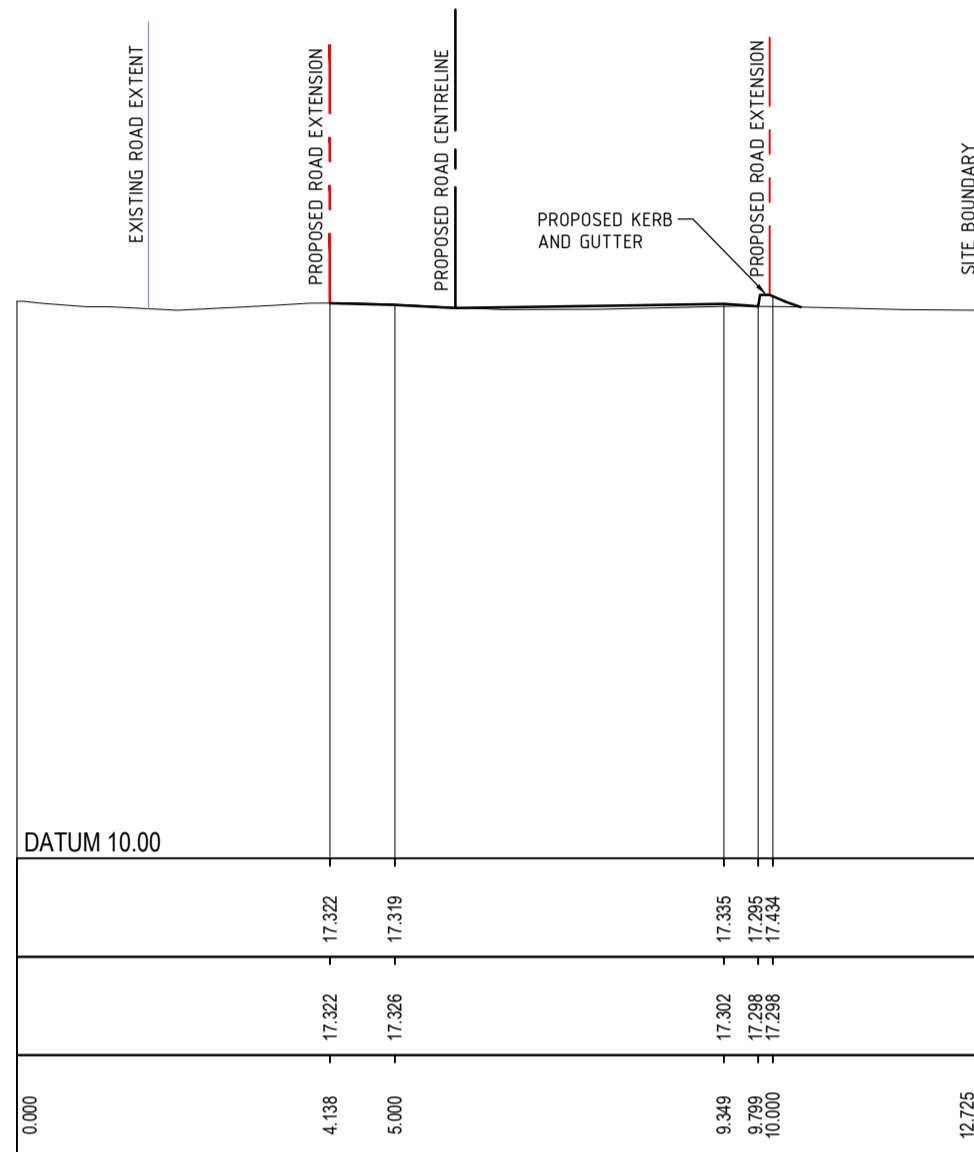 EXISTING ROAD EXTENT
PROPOSED ROAD EXTENSION
PROPOSED ROAD CENTRELINE
PROPOSED KERB
AND GUTTER
PROPOSED ROAD EXTENSION
SITE BOUNDARY
DATUM 10.00
17.322 17.319 17.335 17.295 17.434
17.322 17.326 17.302 17.298 17.298
0.000 4.138 5.000 9.349 9.799 10.000 12.725